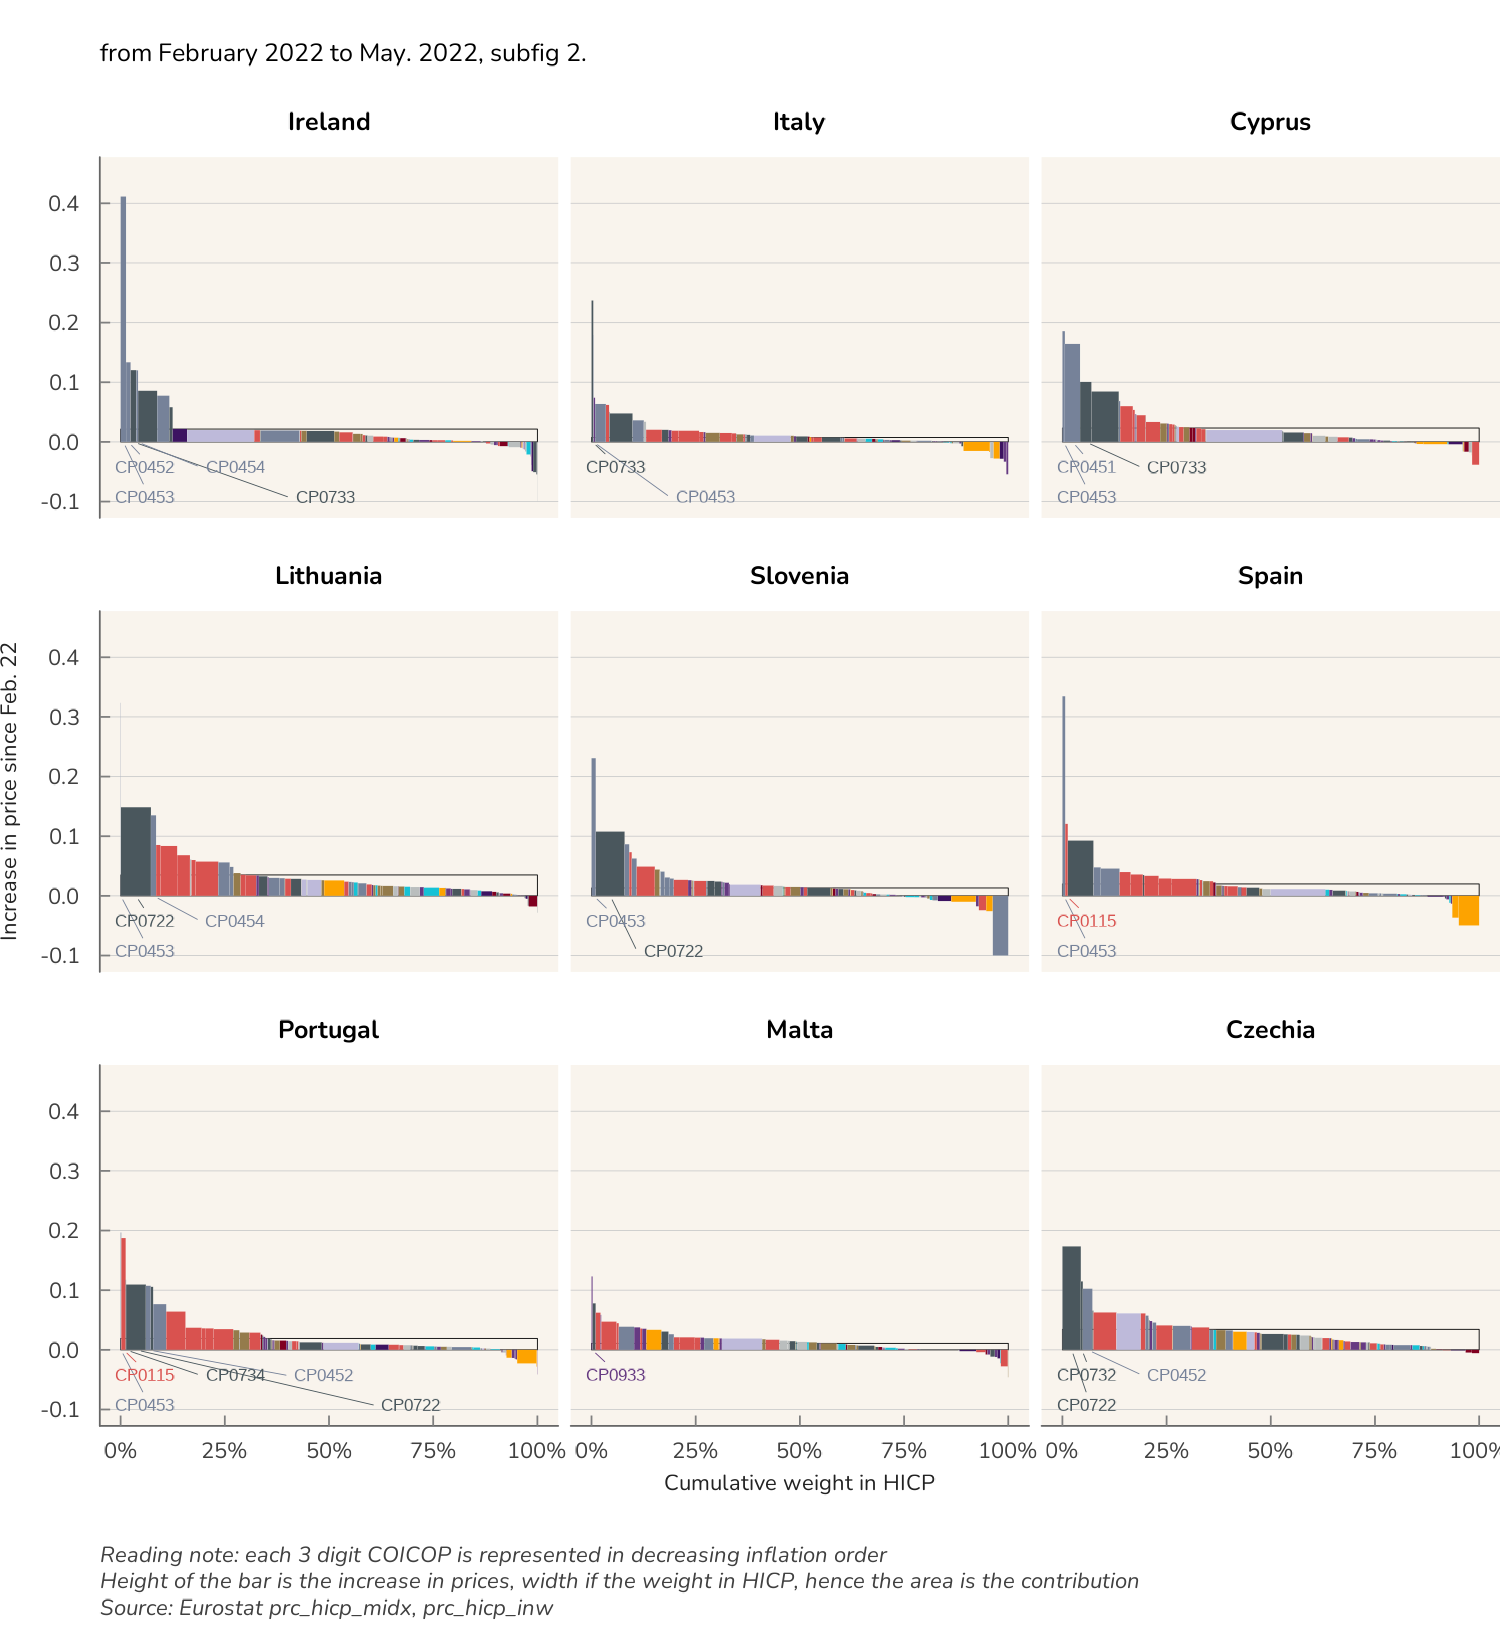 from February 2022 to May. 2022, subfig 2.
Ireland
Italy
Cyprus
0.4
0.3
0.2
0.1
0.0
-0.1
CP0452
CP0454
CP0453
CP0733
CP0733
CP0453
CP0451
CP0733
CP0453
Lithuania
Slovenia
Spain
Increase in price since Feb. 22
0.4
0.3
0.2
0.1
0.0
-0.1
CP0722
CP0454
CP0453
CP0453
CP0722
CP0115
CP0453
Portugal
Malta
Czechia
0.4
0.3
0.2
0.1
0.0
-0.1
CP0115
CP0734
CP0452
CP0453
CP0722
CP0933
CP0732
CP0452
CP0722
0% 25% 50% 75% 100% 0% 25% 50% 75% 100% 0% 25% 50% 75% 100%
Cumulative weight in HICP
Reading note: each 3 digit COICOP is represented in decreasing inflation order
Height of the bar is the increase in prices, width if the weight in HICP, hence the area is the contribution
Source: Eurostat prc_hicp_midx, prc_hicp_inw